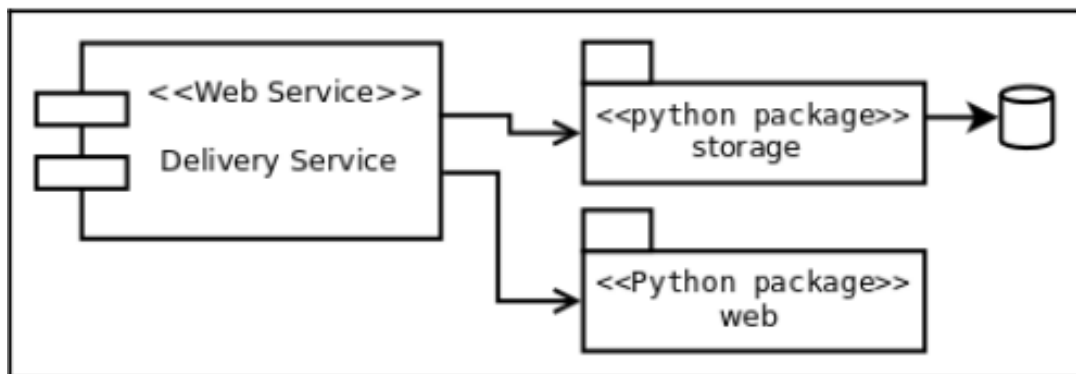 <<Web Service>>
Delivery Service
<<python package>>
storage
<<Python package>>
web